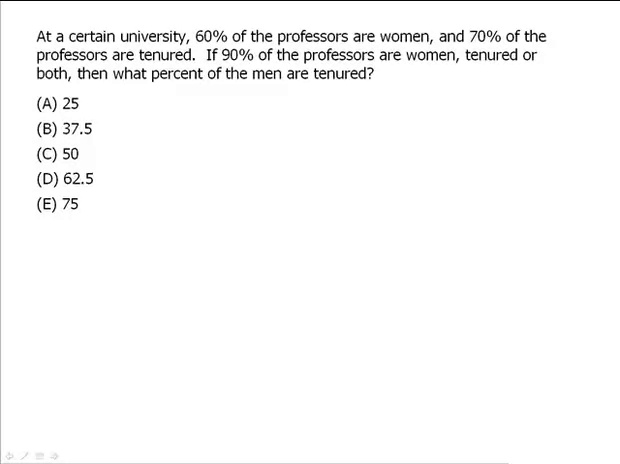 At a certain university, 60% of the professors are women, and 70% of the
professors are tenured.  If 90% of the professors are women, tenured or
both, then what percent of the men are tenured?
(A) 25
(B) 37.5
(C) 50
(D) 62.5
(E) 75